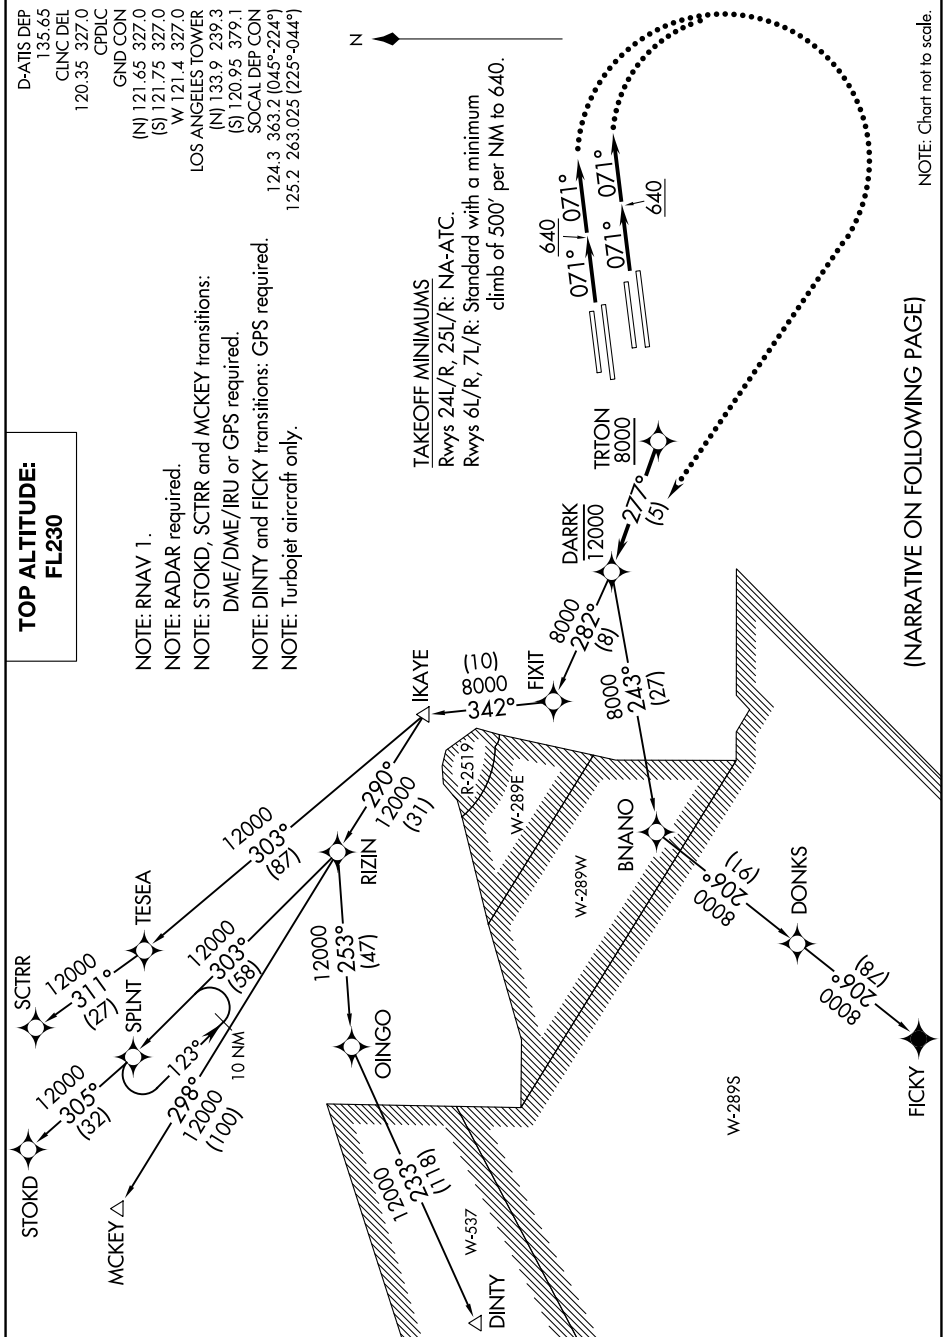 TOP ALTITUDE:
FL230
D-ATIS DEP
135.65
CLNC DEL
120.35 327.0
CPDLC
GND CON
(N) 121.65 327.0
(S) 121.75 327.0
W 121.4 327.0
LOS ANGELES TOWER
(N) 133.9 239.3
(S) 120.95 379.1
SOCAL DEP CON
124.3 363.2 (045°-224°)
125.2 263.025 (225°-044°)
NOTE: RNAV 1.
NOTE: RADAR required.
NOTE: STOKD, SCTRR and MCKEY transitions:
DME/DME/IRU or GPS required.
NOTE: DINTY and FICKY transitions: GPS required.
NOTE: Turbojet aircraft only.
N
TAKEOFF MINIMUMS
Rwys 24L/R, 25L/R: NA-ATC.
Rwys 6L/R, 7L/R: Standard with a minimum
climb of 500' per NM to 640.
STOKD
12000
305°
(32)
SCTRR
12000
311°
(27)
TESEA
12000
303°
(87)
SPLNT
12000
303°
(58)
123°
10 NM
MCKEY
298°
12000
(100)
IKAYE
290°
12000
(31)
RIZIN
12000
253°
(47)
OINGO
12000
233°
(118)
DINTY
W-537
(10)
8000
342°
FIXIT
8000
282°
(8)
DARRK
12000
TRTON
8000
277°
(5)
640
071°
071°
071°
071°
640
R-2519
W-289E
W-289W
8000
243°
(27)
BNANO
(91)
206°
8000
DONKS
(78)
206°
8000
FICKY
W-289S
(NARRATIVE ON FOLLOWING PAGE)
NOTE: Chart not to scale.